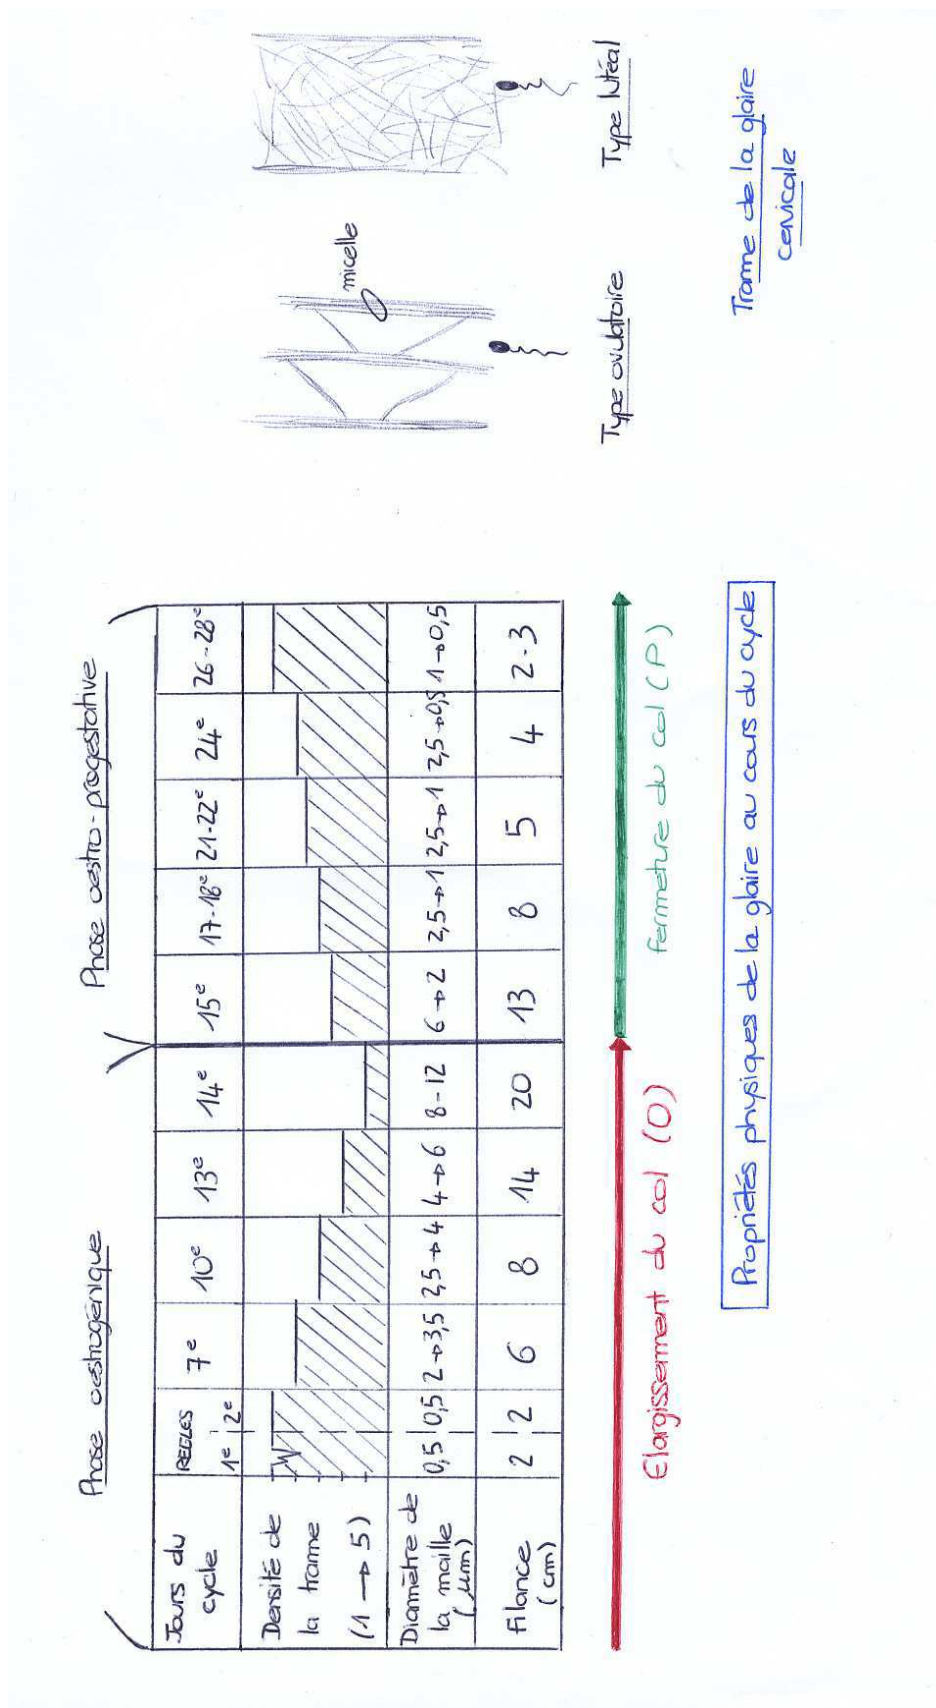 Phase œstrogénique
Phase œstro-progestative
Jours du cycle | REGLES 1e 2e | 7e | 10e | 13e | 14e | 15e | 17-18e | 21-22e | 24e | 26-28e
Densité de la trame (1 → 5)
Diamètre de la maille (µm) | 0,5 | 0,5 | 2→3,5 | 2,5→4 | 4→6 | 8-12 | 6→2 | 2,5→1 | 2,5→1 | 2,5→0,5 | 1→0,5
Filance (cm) | 2 | 2 | 6 | 8 | 14 | 20 | 13 | 8 | 5 | 4 | 2-3
Elargissement du col (O)
Fermeture du col (P)
Propriétés physiques de la glaire au cours du cycle
micelle
Type ovulatoire
Type lutéal
Trame de la glaire
cervicale